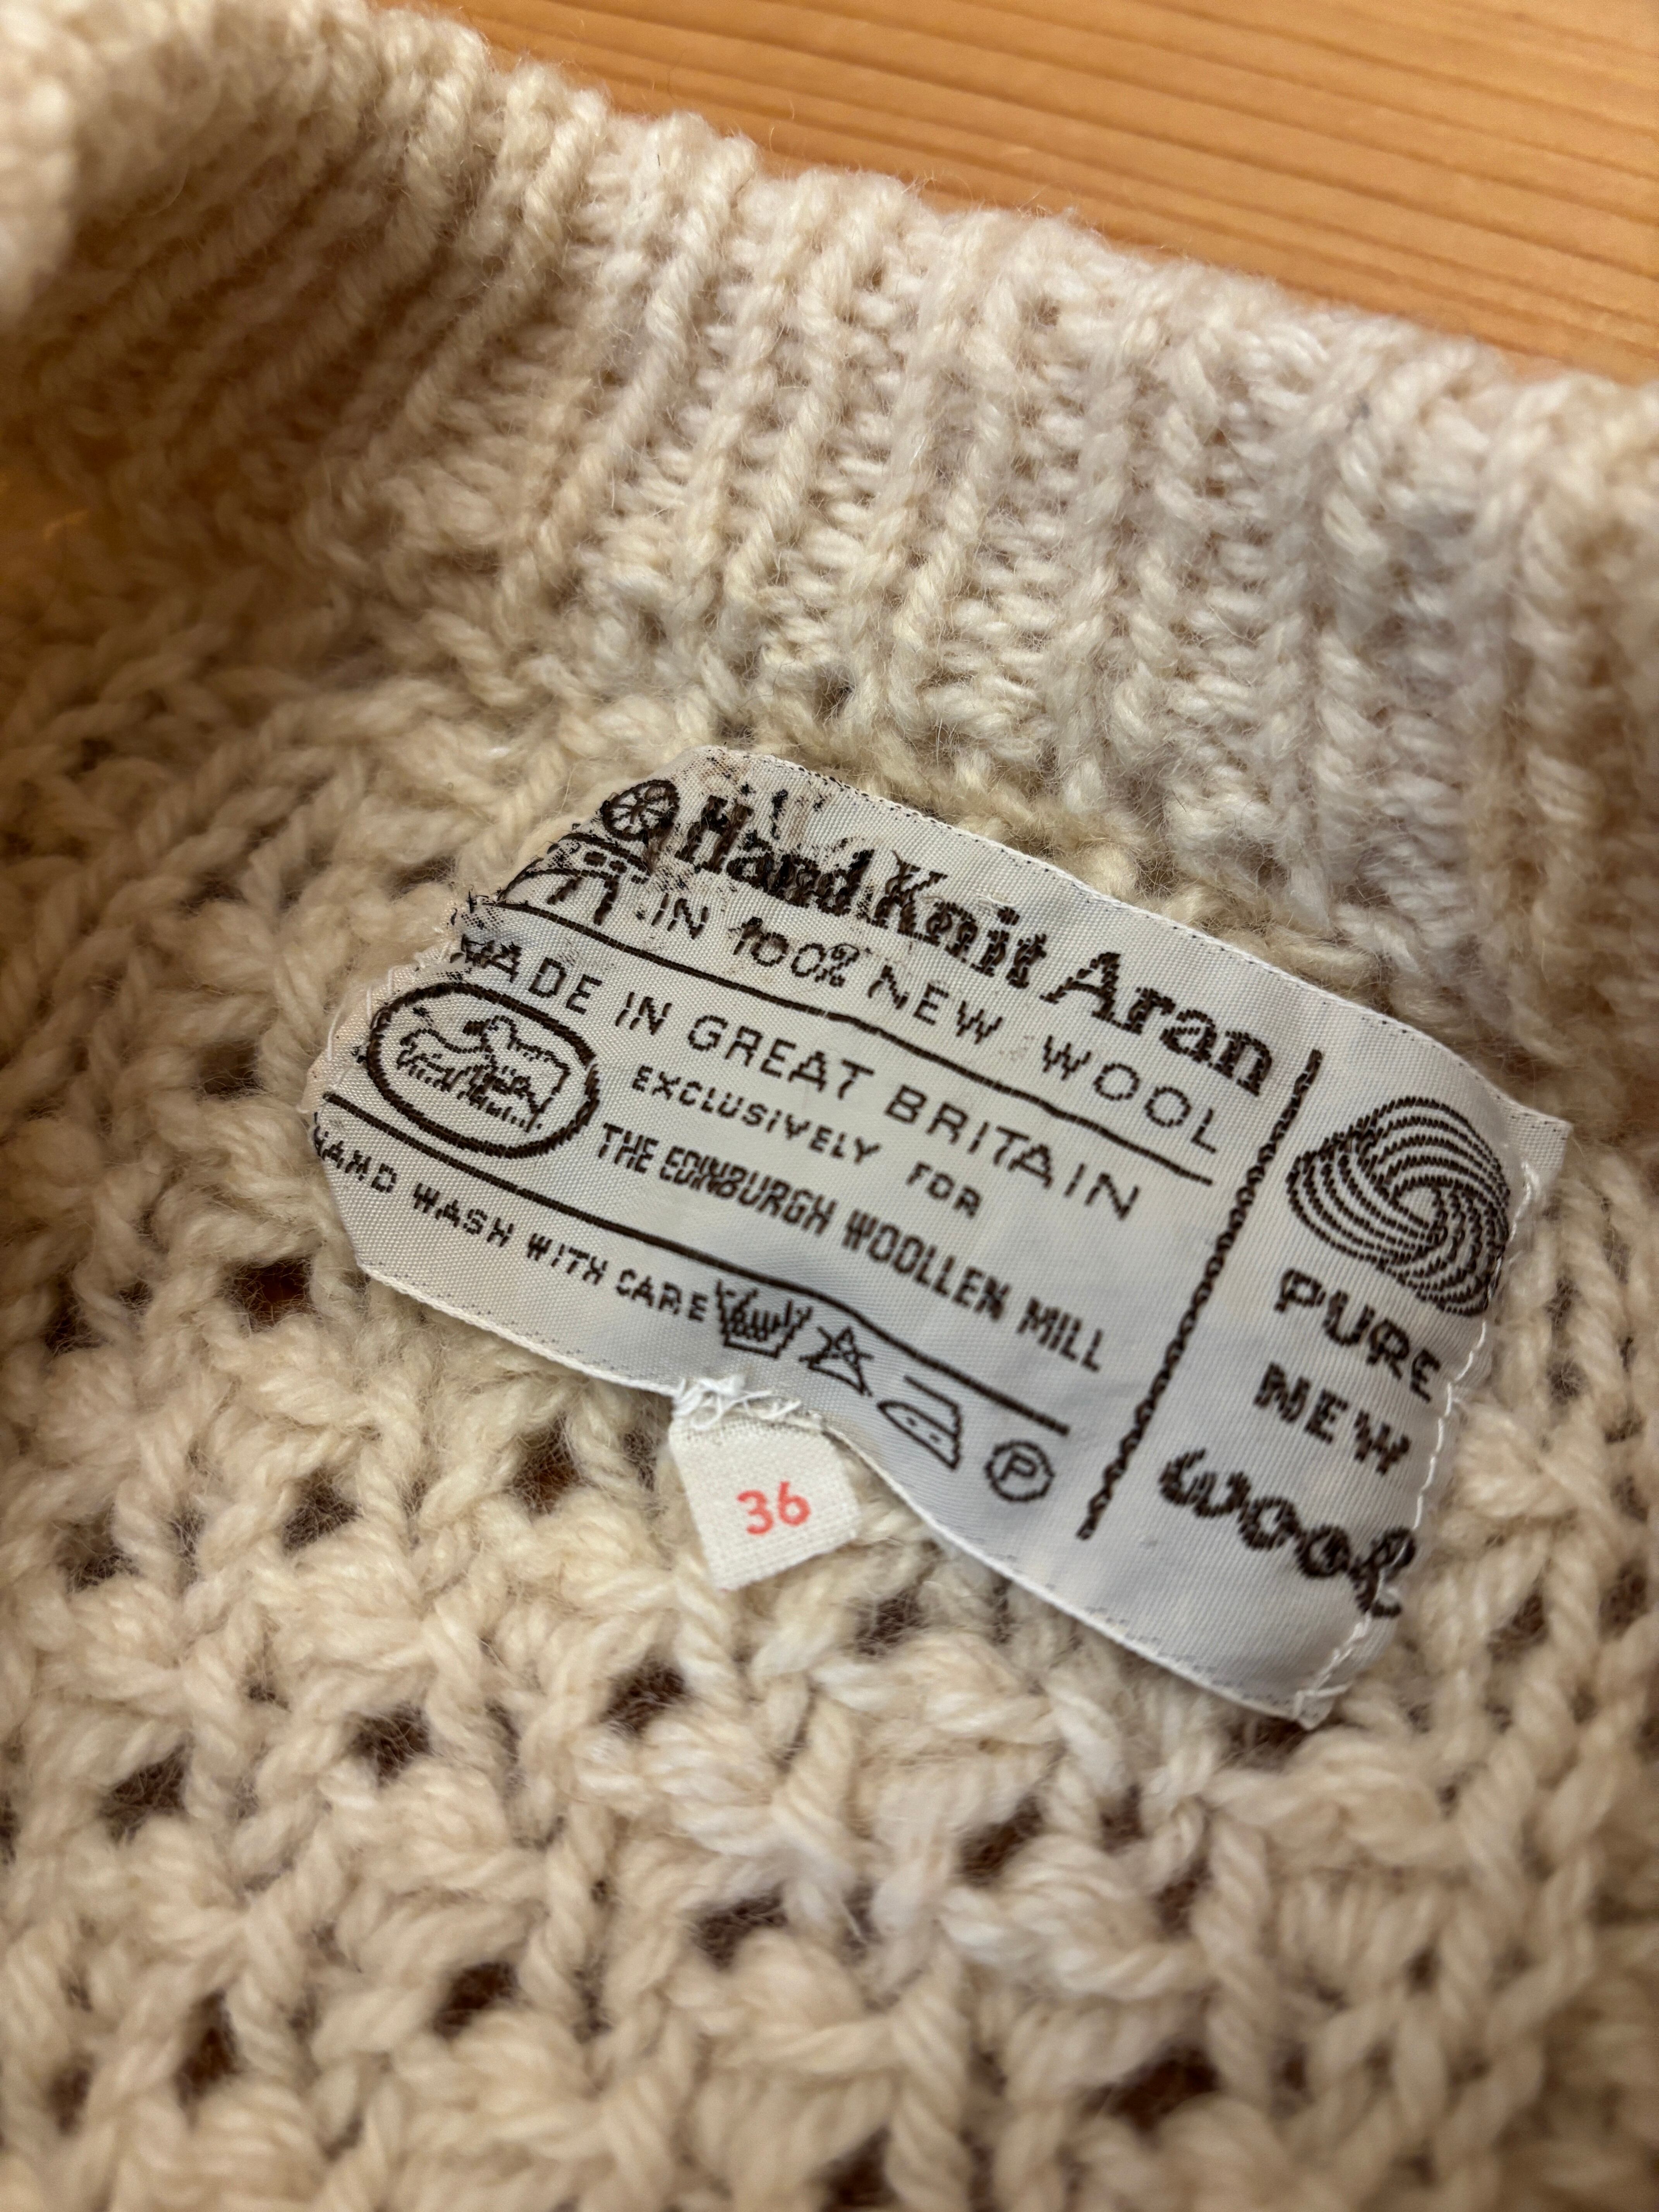 Hand Knit Aran
IN 100% NEW WOOL
MADE IN GREAT BRITAIN
EXCLUSIVELY FOR
THE EDINBURGH WOOLLEN MILL
HAND WASH WITH CARE
P
PURE
NEW
WOOL
36